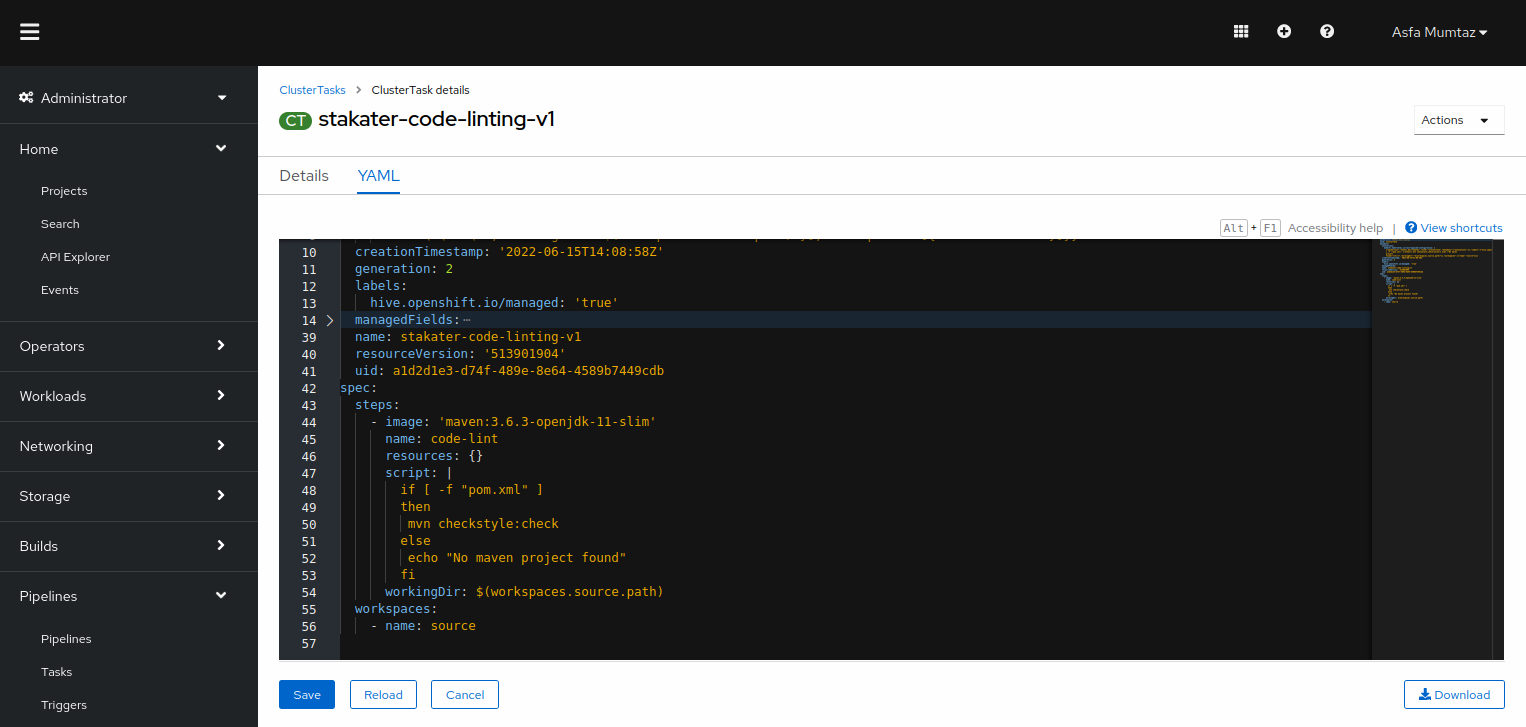 Asfa Mumtaz
Administrator
Home
Projects
Search
API Explorer
Events
Operators
Workloads
Networking
Storage
Builds
Pipelines
Pipelines
Tasks
Triggers
ClusterTasks > ClusterTask details
CT stakater-code-linting-v1
Actions
Details YAML
Alt + F1 Accessibility help | View shortcuts
10 creationTimestamp: '2022-06-15T14:08:58Z'
11 generation: 2
12 labels:
13 hive.openshift.io/managed: 'true'
14 managedFields:
39 name: stakater-code-linting-v1
40 resourceVersion: '513901904'
41 uid: a1d2d1e3-d74f-489e-8e64-4589b7449cdb
42 spec:
43 steps:
44 - image: 'maven:3.6.3-openjdk-11-slim'
45 name: code-lint
46 resources: {}
47 script: |
48 if [ -f "pom.xml" ]
49 then
50 mvn checkstyle:check
51 else
52 echo "No maven project found"
53 fi
54 workingDir: $(workspaces.source.path)
55 workspaces:
56 - name: source
57
Save Reload Cancel Download